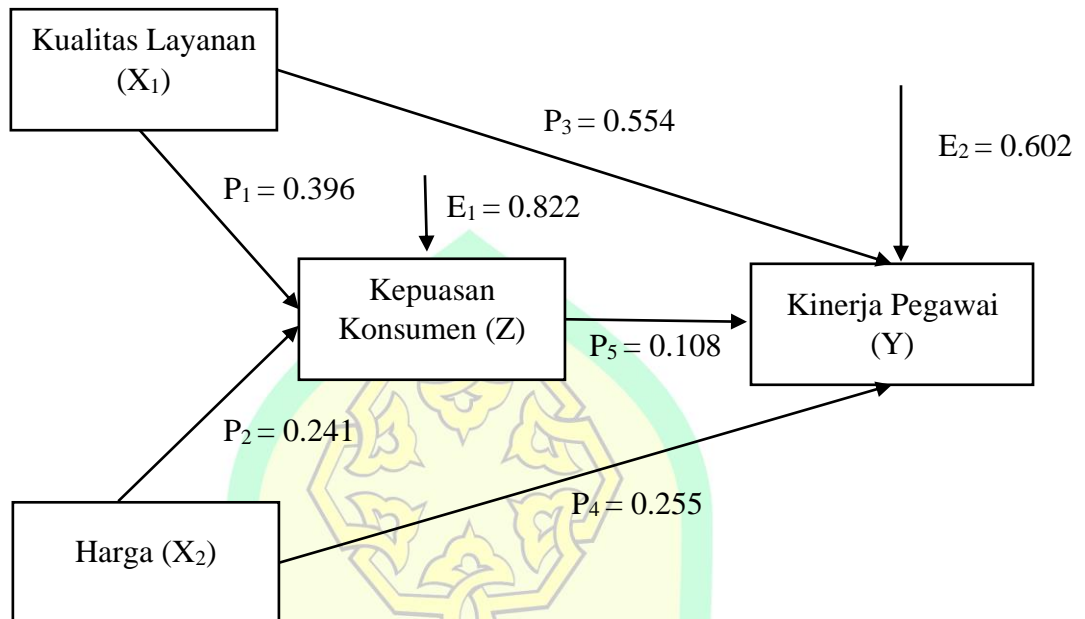 Kualitas Layanan
(X₁)
P₃ = 0.554
E₂ = 0.602
P₁ = 0.396
E₁ = 0.822
Kepuasan
Konsumen (Z)
Kinerja Pegawai
(Y)
P₅ = 0.108
P₂ = 0.241
P₄ = 0.255
Harga (X₂)